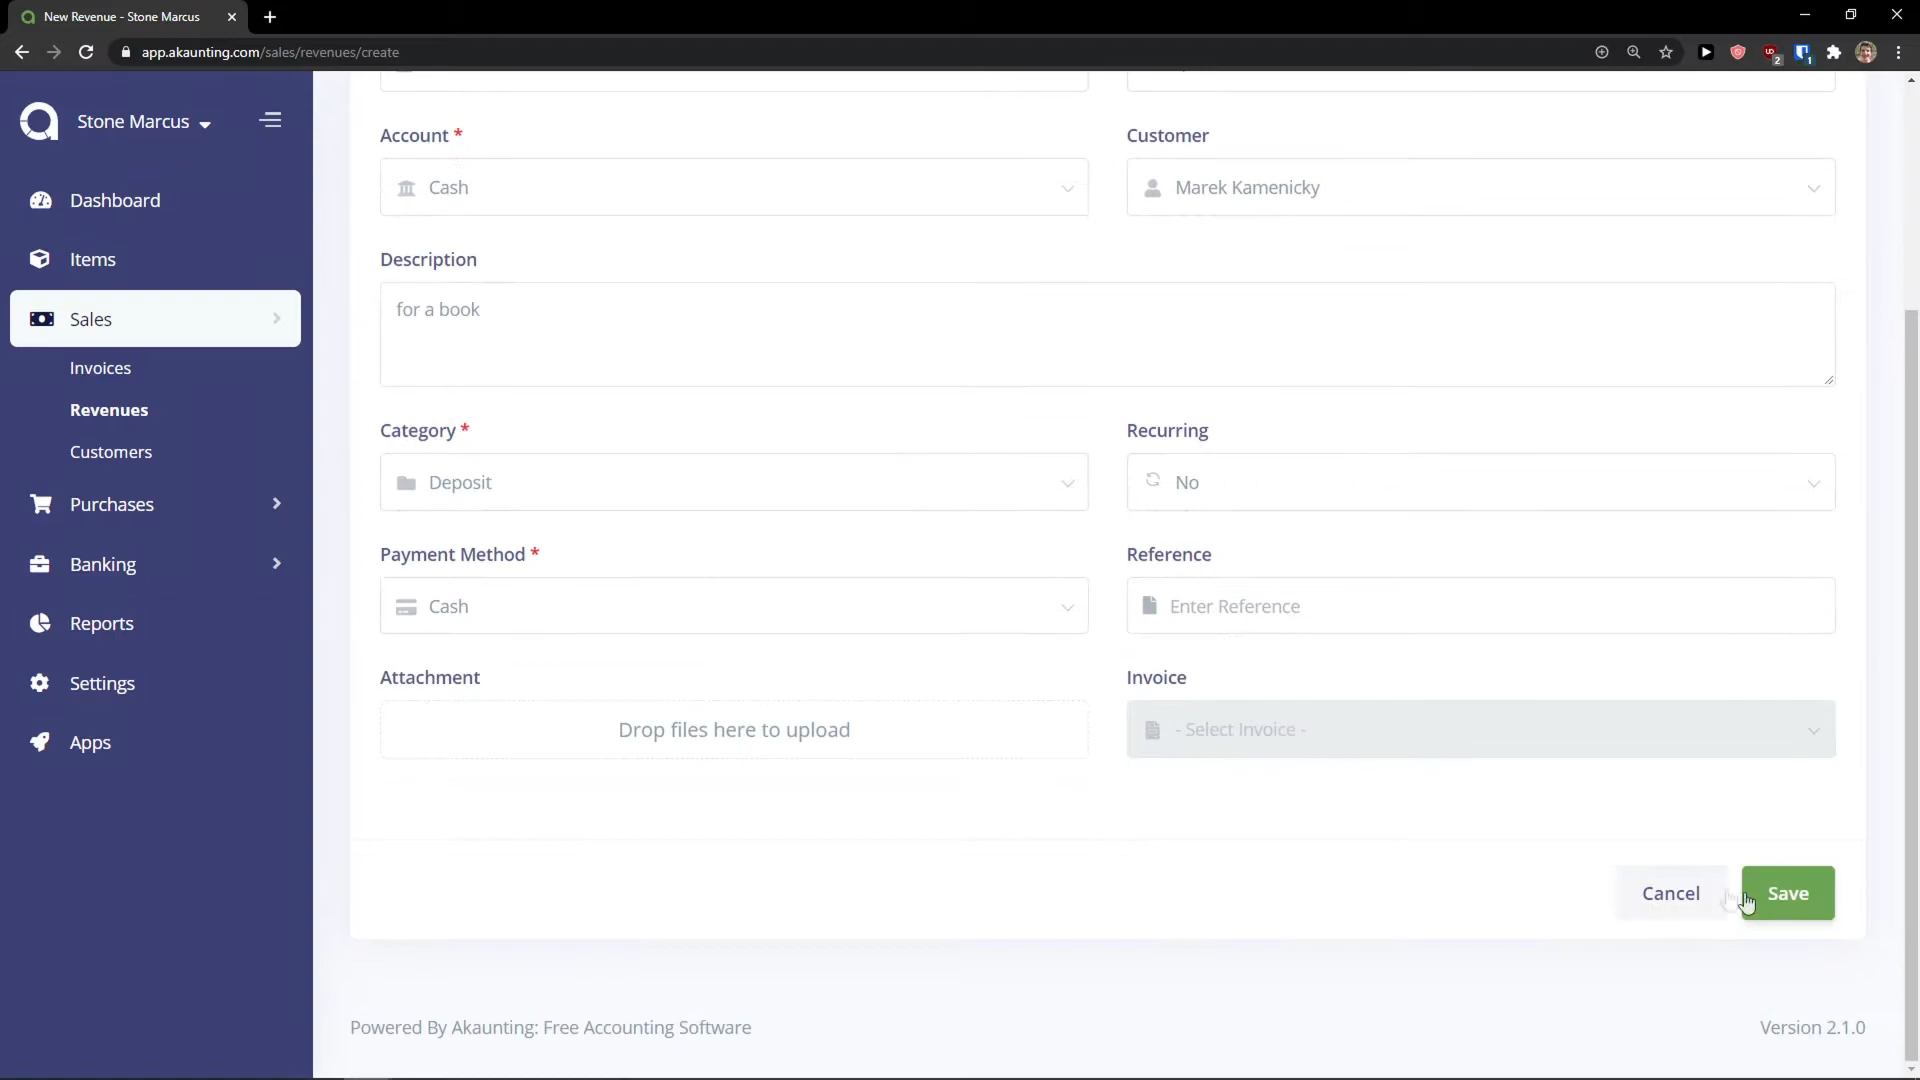 New Revenue - Stone Marcus
app.akaunting.com/sales/revenues/create
2
1
Stone Marcus
Dashboard
Items
Sales
Invoices
Revenues
Customers
Purchases
Banking
Reports
Settings
Apps
Account *
Customer
Cash
Marek Kamenicky
Description
for a book
Category *
Recurring
Deposit
No
Payment Method *
Reference
Cash
Enter Reference
Attachment
Invoice
Drop files here to upload
- Select Invoice -
Cancel
Save
Powered By Akaunting: Free Accounting Software
Version 2.1.0